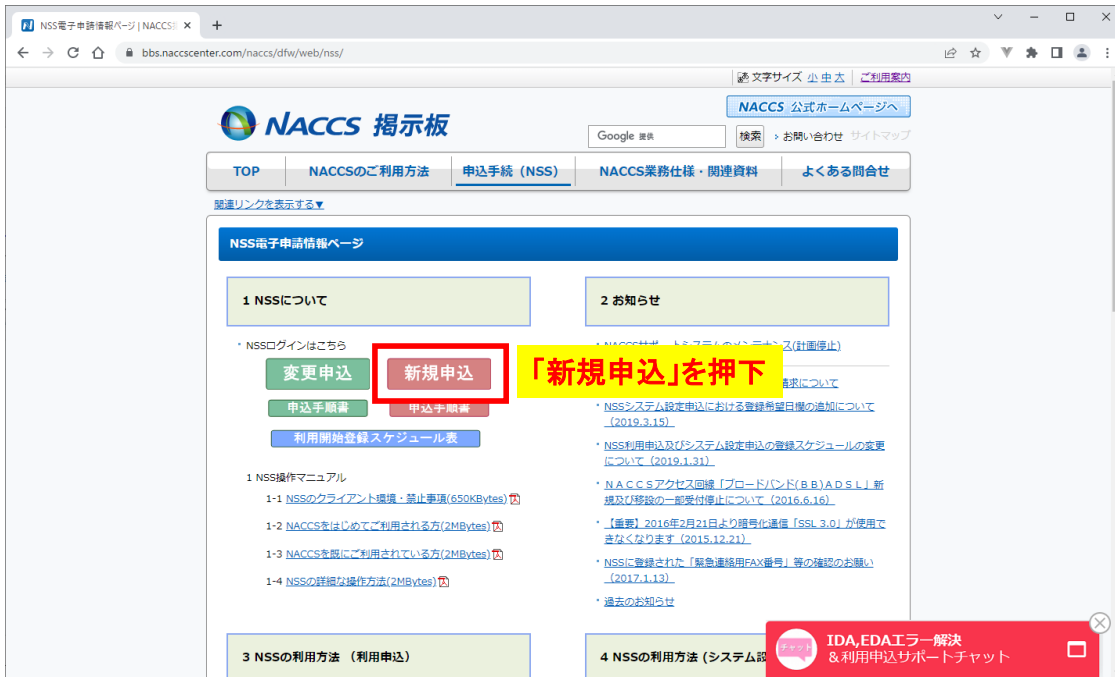 NSS電子申請情報ページ | NACCS
bbs.naccscenter.com/naccs/dfw/web/nss/
文字サイズ 小 中 大 ご利用案内
NACCS 公式ホームページへ
NACCS 掲示板
Google 提供 検索 お問い合わせ サイトマップ
TOP NACCSのご利用方法 申込手続（NSS） NACCS業務仕様・関連資料 よくある問合せ
関連リンクを表示する▼
NSS電子申請情報ページ
1 NSSについて
・NSSログインはこちら
変更申込 新規申込
「新規申込」を押下
申込手順書 申込手順書
利用開始登録スケジュール表
1 NSS操作マニュアル
1-1 NSSのクライアント環境・禁止事項(650KBytes)
1-2 NACCSをはじめてご利用される方(2MBytes)
1-3 NACCSを既にご利用されている方(2MBytes)
1-4 NSSの詳細な操作方法(2MBytes)
2 お知らせ
・NACCSサポートシステムのメンテナンス(計画停止)
請求について
・NSSシステム設定申込における登録希望日欄の追加について
（2019.3.15）
・NSS利用申込及びシステム設定申込の登録スケジュールの変更
について（2019.1.31）
・ＮＡＣＣＳアクセス回線「ブロードバンド(ＢＢ)ＡＤＳＬ」新
規及び移設の一部受付停止について（2016.6.16）
・【重要】2016年2月21日より暗号化通信「SSL 3.0」が使用で
きなくなります（2015.12.21）
・NSSに登録された「緊急連絡用FAX番号」等の確認のお願い
（2017.1.13）
・過去のお知らせ
3 NSSの利用方法 （利用申込）
4 NSSの利用方法 (システム設
チャット
IDA,EDAエラー解決
＆利用申込サポートチャット